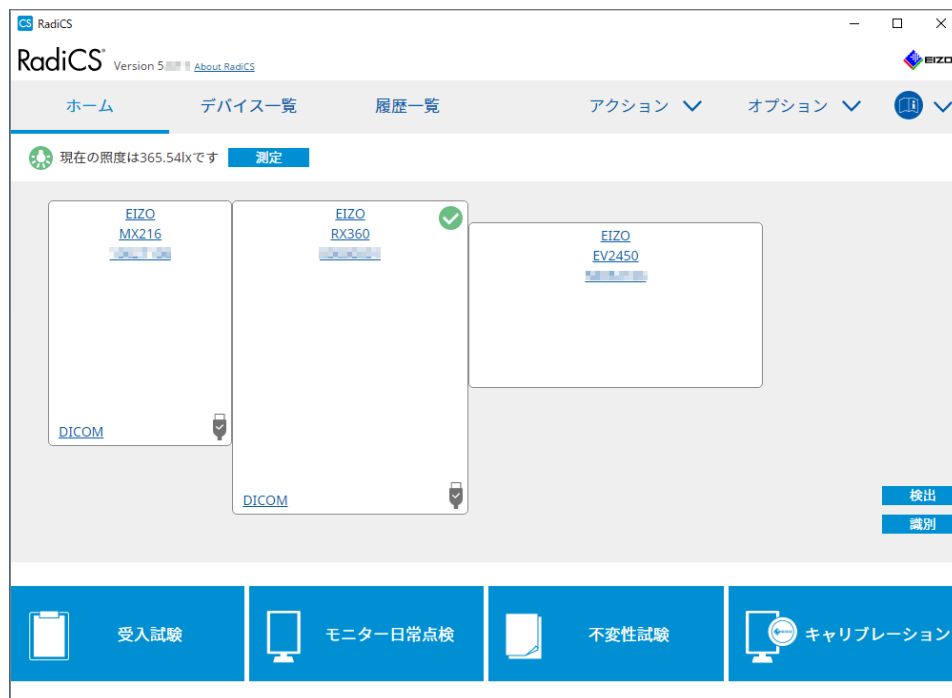 CS RadiCS
RadiCS Version 5. About RadiCS
EIZO
ホーム デバイス一覧 履歴一覧 アクション オプション
現在の照度は365.54lxです 測定
EIZO
MX216
DICOM
EIZO
RX360
DICOM
EIZO
EV2450
検出
識別
受入試験 モニター日常点検 不変性試験 キャリブレーション